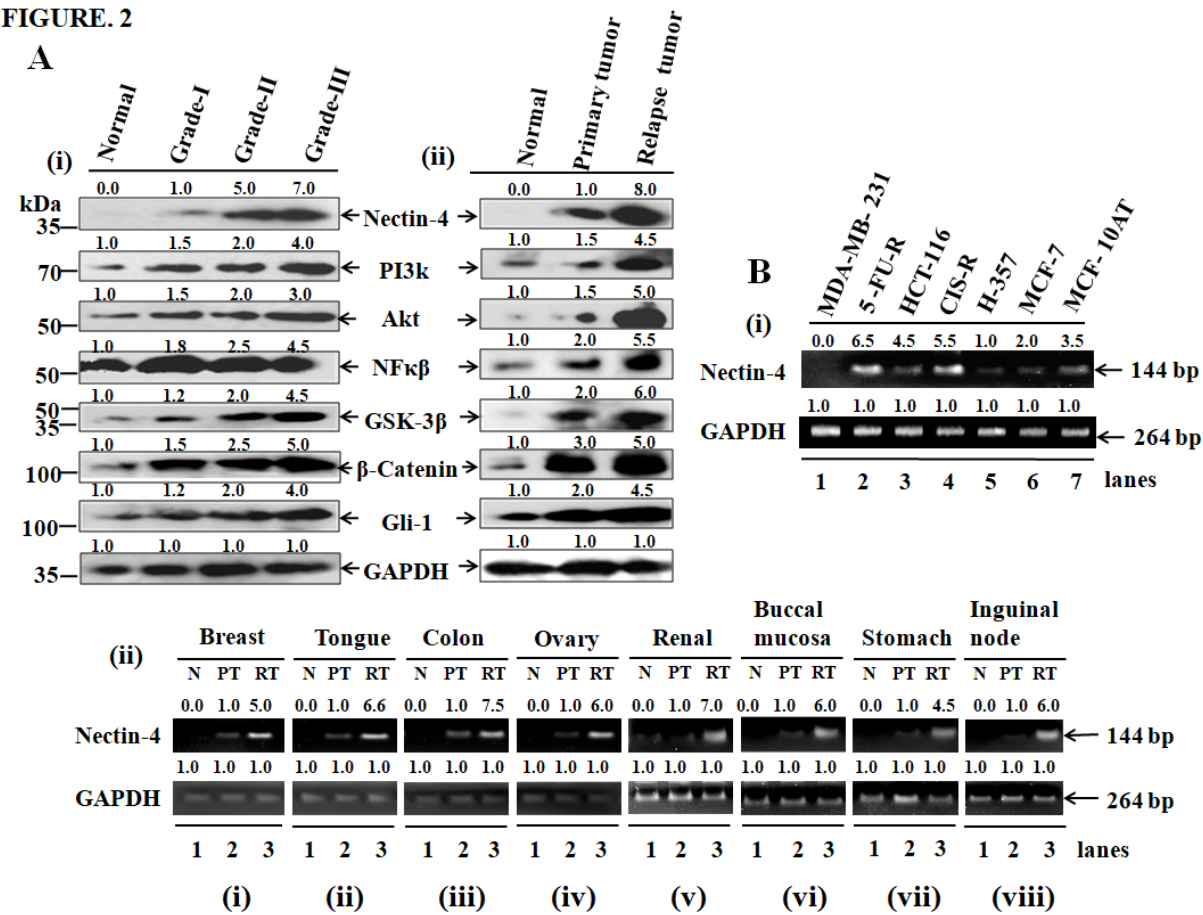 FIGURE. 2
A
(i)
Normal
Grade-I
Grade-II
Grade-III
(ii)
Normal
Primary tumor
Relapse tumor
kDa
0.0 1.0 5.0 7.0
35
Nectin-4
0.0 1.0 8.0
1.0 1.5 2.0 4.0
70
PI3k
1.0 1.5 4.5
1.0 1.5 2.0 3.0
50
Akt
1.0 1.5 5.0
1.0 1.8 2.5 4.5
50
NFκβ
1.0 2.0 5.5
1.0 1.2 2.0 4.5
50
35
GSK-3β
1.0 2.0 6.0
1.0 1.5 2.5 5.0
100
β-Catenin
1.0 3.0 5.0
1.0 1.2 2.0 4.0
100
Gli-1
1.0 2.0 4.5
1.0 1.0 1.0 1.0
35
GAPDH
1.0 1.0 1.0
B
(i)
MDA-MB- 231
5 -FU-R
HCT-116
CIS-R
H-357
MCF-7
MCF- 10AT
0.0 6.5 4.5 5.5 1.0 2.0 3.5
Nectin-4 144 bp
1.0 1.0 1.0 1.0 1.0 1.0 1.0
GAPDH 264 bp
1 2 3 4 5 6 7 lanes
(ii)
Breast Tongue Colon Ovary Renal Buccal mucosa Stomach Inguinal node
N PT RT N PT RT N PT RT N PT RT N PT RT N PT RT N PT RT N PT RT
0.0 1.0 5.0 0.0 1.0 6.6 0.0 1.0 7.5 0.0 1.0 6.0 0.0 1.0 7.0 0.0 1.0 6.0 0.0 1.0 4.5 0.0 1.0 6.0
Nectin-4 144 bp
1.0 1.0 1.0 1.0 1.0 1.0 1.0 1.0 1.0 1.0 1.0 1.0 1.0 1.0 1.0 1.0 1.0 1.0 1.0 1.0 1.0 1.0 1.0 1.0
GAPDH 264 bp
1 2 3 1 2 3 1 2 3 1 2 3 1 2 3 1 2 3 1 2 3 1 2 3 lanes
(i) (ii) (iii) (iv) (v) (vi) (vii) (viii)